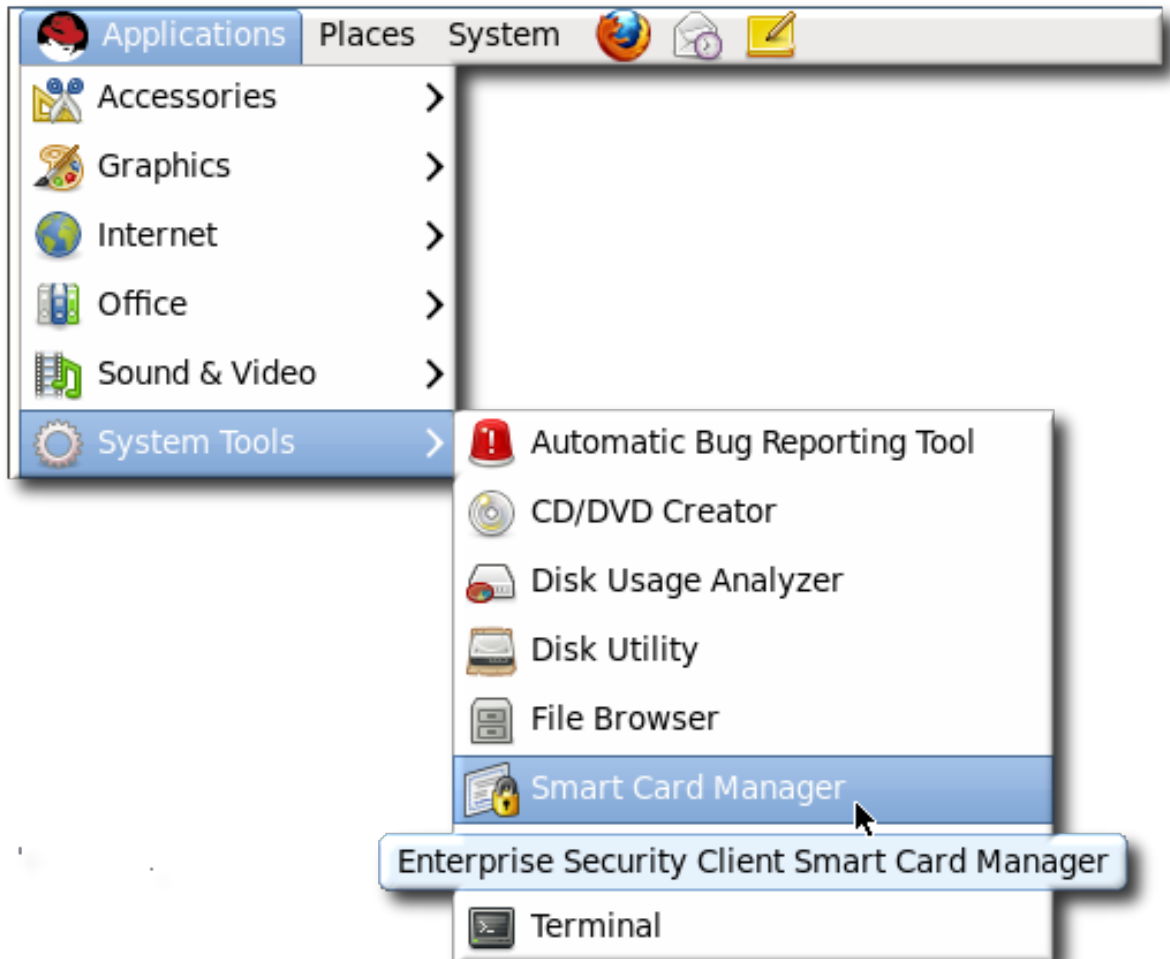 Applications Places System
Accessories
Graphics
Internet
Office
Sound & Video
System Tools
Automatic Bug Reporting Tool
CD/DVD Creator
Disk Usage Analyzer
Disk Utility
File Browser
Smart Card Manager
Enterprise Security Client Smart Card Manager
Terminal